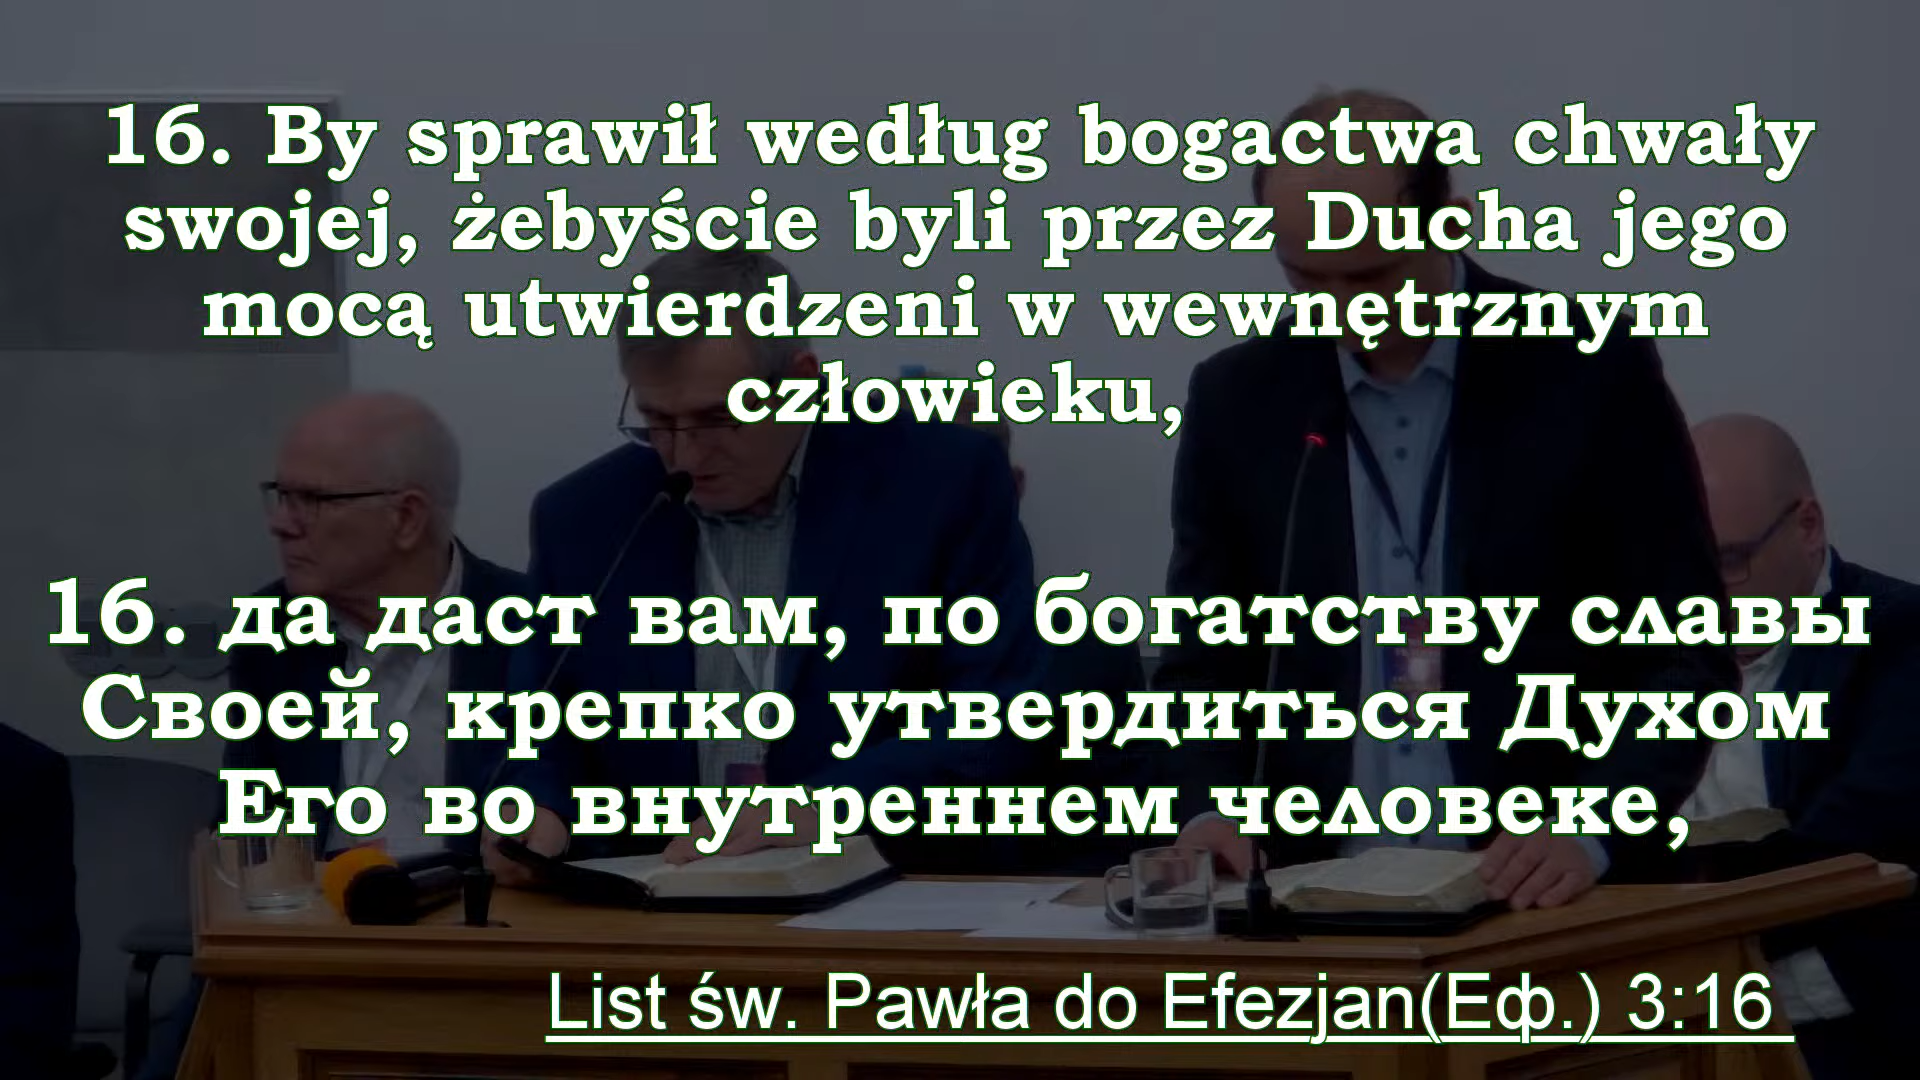 16. By sprawił według bogactwa chwały
swojej, żebyście byli przez Ducha jego
mocą utwierdzeni w wewnętrznym
człowieku,
16. да даст вам, по богатству славы
Своей, крепко утвердиться Духом
Его во внутреннем человеке,
List św. Pawła do Efezjan(Еф.) 3:16